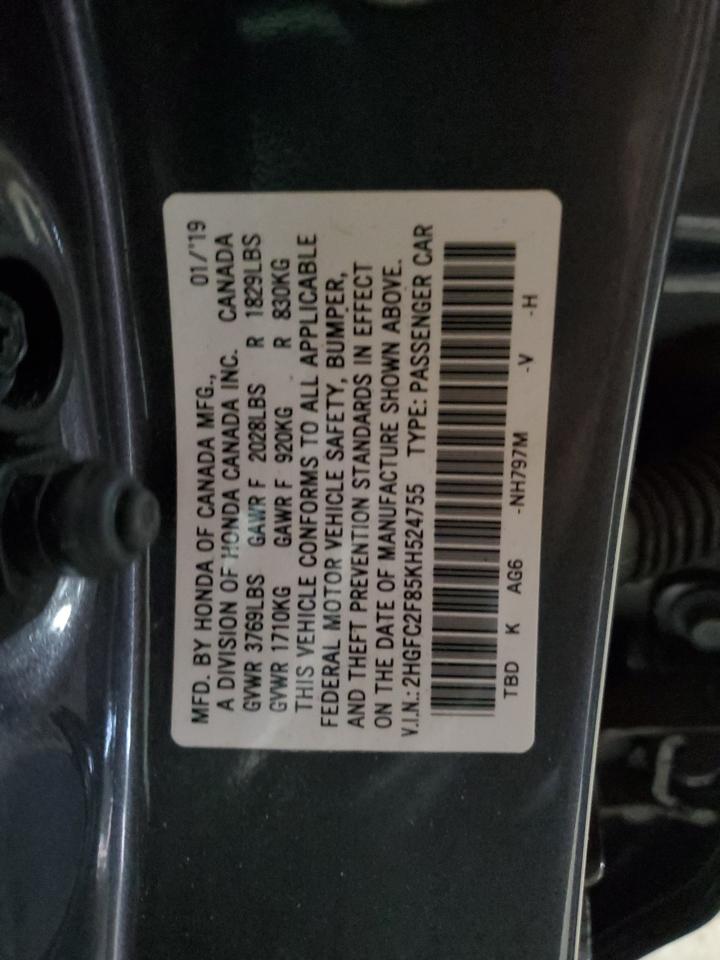 MFD. BY HONDA OF CANADA MFG., 01/'19
A DIVISION OF HONDA CANADA INC. CANADA
GVWR 3769LBS GAWR F 2028LBS R 1829LBS
GVWR 1710KG GAWR F 920KG R 830KG
THIS VEHICLE CONFORMS TO ALL APPLICABLE
FEDERAL MOTOR VEHICLE SAFETY, BUMPER,
AND THEFT PREVENTION STANDARDS IN EFFECT
ON THE DATE OF MANUFACTURE SHOWN ABOVE.
V.I.N.: 2HGFC2F85KH524755 TYPE: PASSENGER CAR
TBD K AG6 -NH797M -V -H